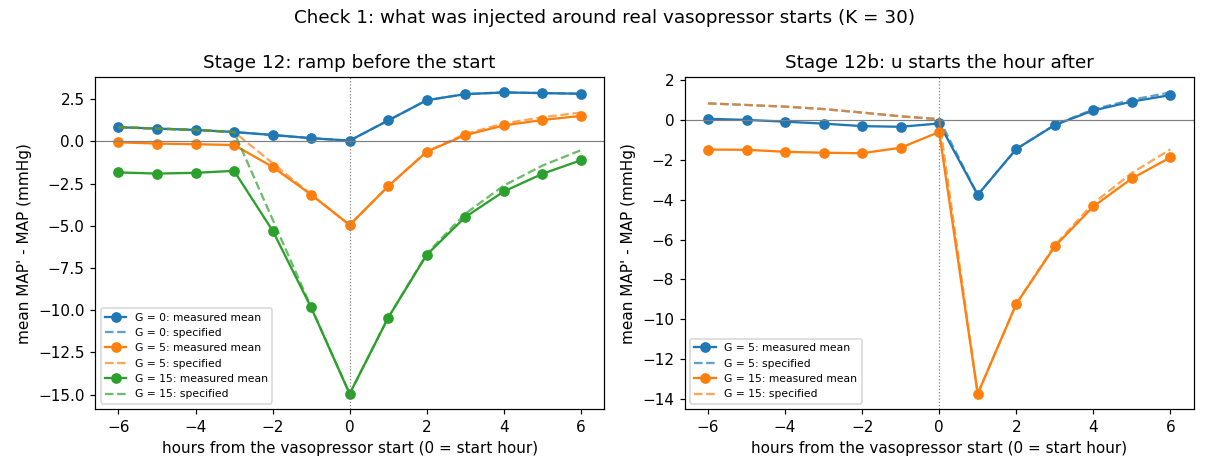 Check 1: what was injected around real vasopressor starts (K = 30)
Stage 12: ramp before the start
mean MAP' - MAP (mmHg)
2.5
0.0
−2.5
−5.0
−7.5
−10.0
−12.5
−15.0
G = 0: measured mean
G = 0: specified
G = 5: measured mean
G = 5: specified
G = 15: measured mean
G = 15: specified
−6 −4 −2 0 2 4 6
hours from the vasopressor start (0 = start hour)
Stage 12b: u starts the hour after
mean MAP' - MAP (mmHg)
2
0
−2
−4
−6
−8
−10
−12
−14
G = 5: measured mean
G = 5: specified
G = 15: measured mean
G = 15: specified
−6 −4 −2 0 2 4 6
hours from the vasopressor start (0 = start hour)